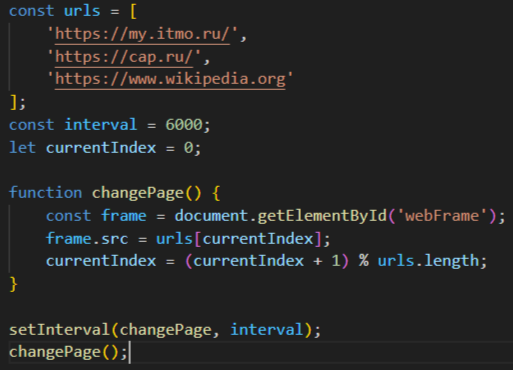 const urls = [
    'https://my.itmo.ru/',
    'https://cap.ru/',
    'https://www.wikipedia.org'
];
const interval = 6000;
let currentIndex = 0;

function changePage() {
    const frame = document.getElementById('webFrame');
    frame.src = urls[currentIndex];
    currentIndex = (currentIndex + 1) % urls.length;
}

setInterval(changePage, interval);
changePage();